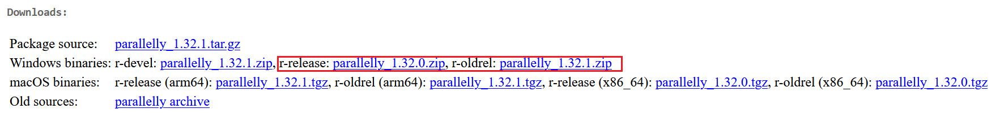 Downloads:
Package source: parallelly_1.32.1.tar.gz
Windows binaries: r-devel: parallelly_1.32.1.zip, r-release: parallelly_1.32.0.zip, r-oldrel: parallelly_1.32.1.zip
macOS binaries: r-release (arm64): parallelly_1.32.1.tgz, r-oldrel (arm64): parallelly_1.32.1.tgz, r-release (x86_64): parallelly_1.32.0.tgz, r-oldrel (x86_64): parallelly_1.32.0.tgz
Old sources: parallelly archive